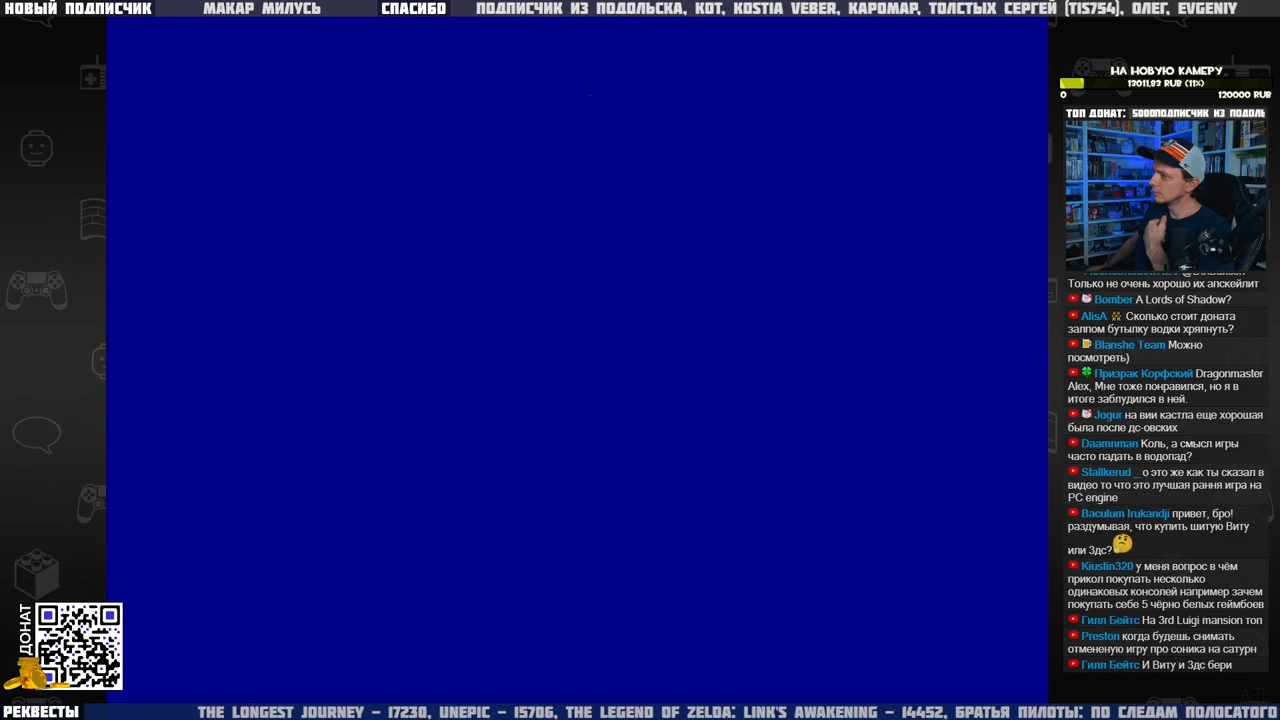 НОВЫЙ ПОДПИСЧИК МАКАР МИЛУСЬ СПАСИБО ПОДПИСЧИК ИЗ ПОДОЛЬСКА, КОТ, KOSTIA VEBER, КАРОМАР, ТОЛСТЫХ СЕРГЕЙ (TIS754), ОЛЕГ, EVGENIY
НА НОВУЮ КАМЕРУ
13011,83 RUB (11%)
0 120000 RUB
ТОП ДОНАТ: 5000ПОДПИСЧИК ИЗ ПОДОЛЬ
Только не очень хорошо их апскейлит
Bomber A Lords of Shadow?
AlisA Сколько стоит доната
залпом бутылку водки хряпнуть?
Blanshe Team Можно
посмотреть)
Призрак Корфский Dragonmaster
Alex, Мне тоже понравился, но я в
итоге заблудился в ней.
Jogur на вии кастла еще хорошая
была после дс-овских
Daamnman Коль, а смысл игры
часто падать в водопад?
Stallkerud _ о это же как ты сказал в
видео то что это лучшая рання игра на
PC engine
Baculum Irukandji привет, бро!
раздумывая, что купить шитую Виту
или 3дс?
Kiustin320 у меня вопрос в чём
прикол покупать несколько
одинаковых консолей например зачем
покупать себе 5 чёрно белых геймбоев
Гилл Бейтс На 3rd Luigi mansion топ
Preston когда будешь снимать
отмененую игру про соника на сатурн
Гилл Бейтс И Виту и 3дс бери
ДОНАТ
РЕКВЕСТЫ THE LONGEST JOURNEY - 17230, UNEPIC - 15706, THE LEGEND OF ZELDA: LINK'S AWAKENING - 14452, БРАТЬЯ ПИЛОТЫ: ПО СЛЕДАМ ПОЛОСАТОГО